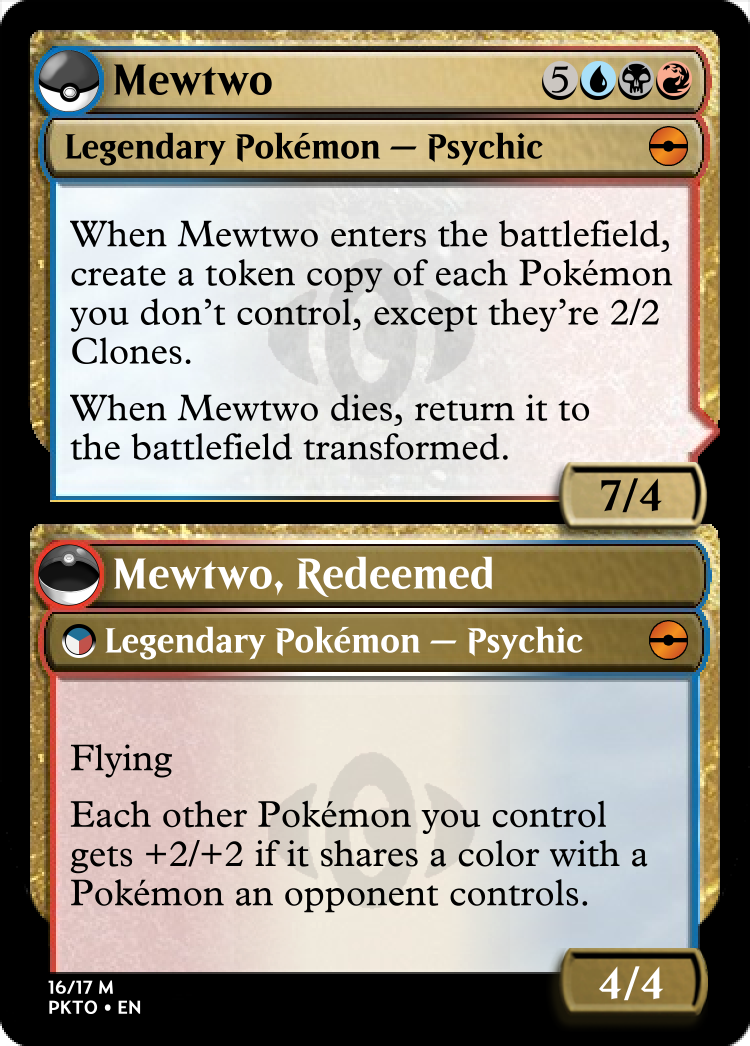 Mewtwo 5
Legendary Pokémon — Psychic
When Mewtwo enters the battlefield,
create a token copy of each Pokémon
you don't control, except they're 2/2
Clones.
When Mewtwo dies, return it to
the battlefield transformed.
7/4
Mewtwo, Redeemed
Legendary Pokémon — Psychic
Flying
Each other Pokémon you control
gets +2/+2 if it shares a color with a
Pokémon an opponent controls.
4/4
16/17 M
PKTO • EN